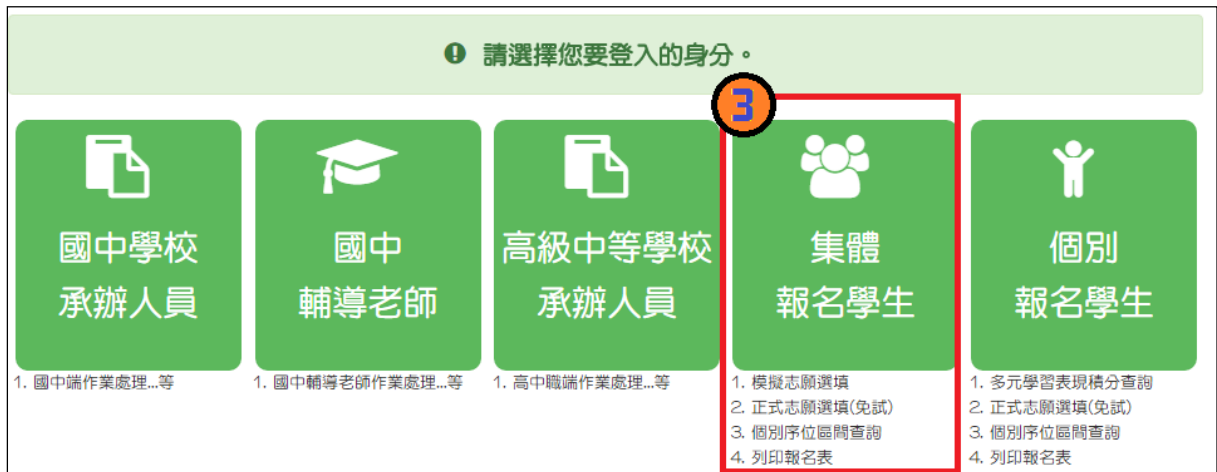 請選擇您要登入的身分。
3
國中學校
承辦人員
1. 國中端作業處理...等
國中
輔導老師
1. 國中輔導老師作業處理...等
高級中等學校
承辦人員
1. 高中職端作業處理...等
集體
報名學生
1. 模擬志願選填
2. 正式志願選填(免試)
3. 個別序位區間查詢
4. 列印報名表
個別
報名學生
1. 多元學習表現積分查詢
2. 正式志願選填(免試)
3. 個別序位區間查詢
4. 列印報名表